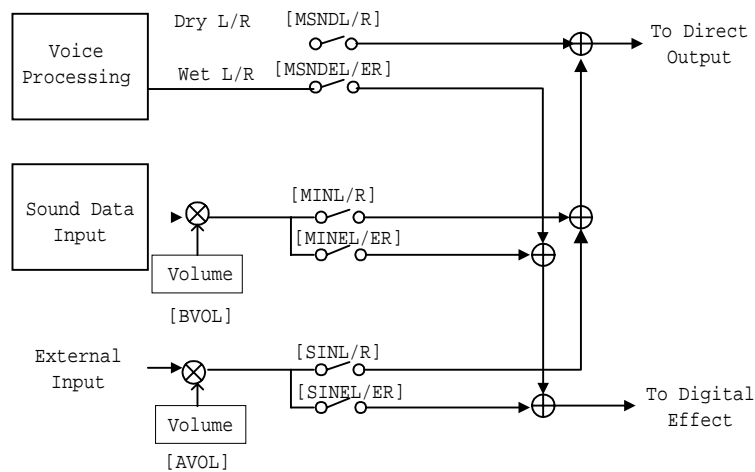 Voice
Processing
Dry L/R
[MSNDL/R]
Wet L/R
[MSNDEL/ER]
To Direct
Output
Sound Data
Input
Volume
[BVOL]
[MINL/R]
[MINEL/ER]
External
Input
Volume
[AVOL]
[SINL/R]
[SINEL/ER]
To Digital
Effect